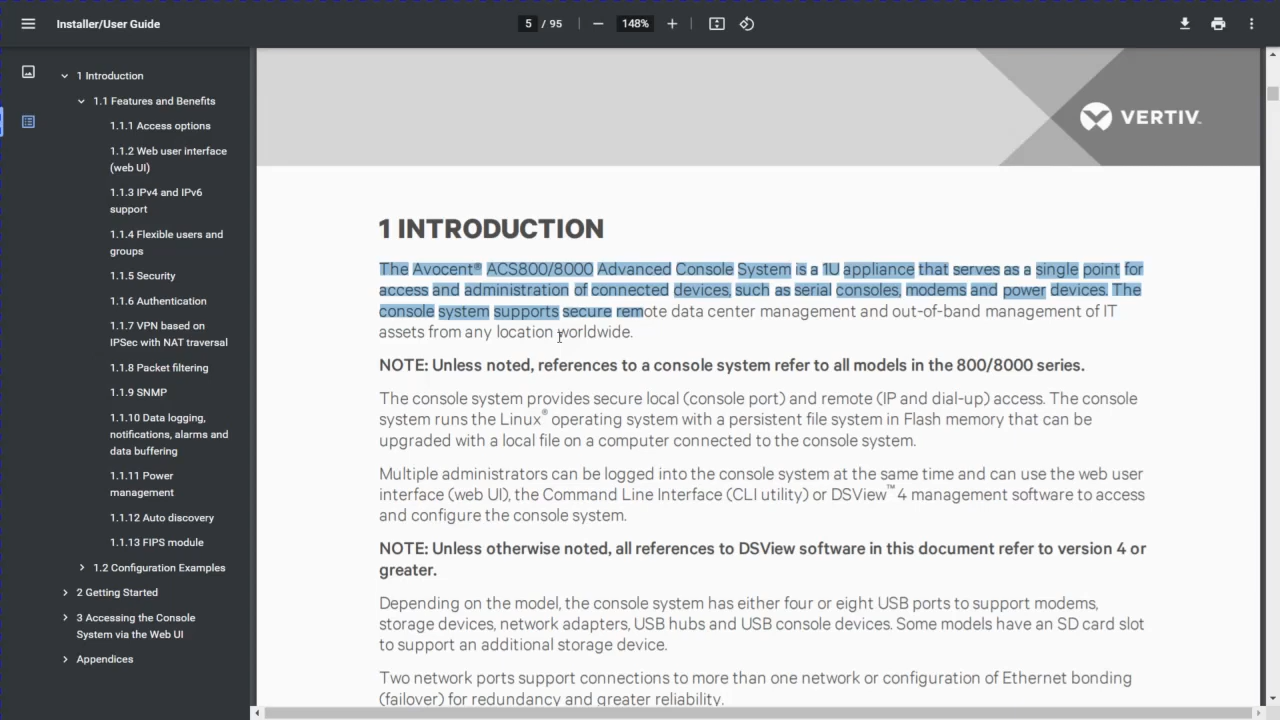 Installer/User Guide
5 / 95
148%
1 Introduction
1.1 Features and Benefits
1.1.1 Access options
1.1.2 Web user interface
(web UI)
1.1.3 IPv4 and IPv6
support
1.1.4 Flexible users and
groups
1.1.5 Security
1.1.6 Authentication
1.1.7 VPN based on
IPSec with NAT traversal
1.1.8 Packet filtering
1.1.9 SNMP
1.1.10 Data logging,
notifications, alarms and
data buffering
1.1.11 Power
management
1.1.12 Auto discovery
1.1.13 FIPS module
1.2 Configuration Examples
2 Getting Started
3 Accessing the Console
System via the Web UI
Appendices
VERTIV™
1 INTRODUCTION
The Avocent® ACS800/8000 Advanced Console System is a 1U appliance that serves as a single point for
access and administration of connected devices, such as serial consoles, modems and power devices. The
console system supports secure remote data center management and out-of-band management of IT
assets from any location worldwide.
NOTE: Unless noted, references to a console system refer to all models in the 800/8000 series.
The console system provides secure local (console port) and remote (IP and dial-up) access. The console
system runs the Linux® operating system with a persistent file system in Flash memory that can be
upgraded with a local file on a computer connected to the console system.
Multiple administrators can be logged into the console system at the same time and can use the web user
interface (web UI), the Command Line Interface (CLI utility) or DSView™ 4 management software to access
and configure the console system.
NOTE: Unless otherwise noted, all references to DSView software in this document refer to version 4 or
greater.
Depending on the model, the console system has either four or eight USB ports to support modems,
storage devices, network adapters, USB hubs and USB console devices. Some models have an SD card slot
to support an additional storage device.
Two network ports support connections to more than one network or configuration of Ethernet bonding
(failover) for redundancy and greater reliability.